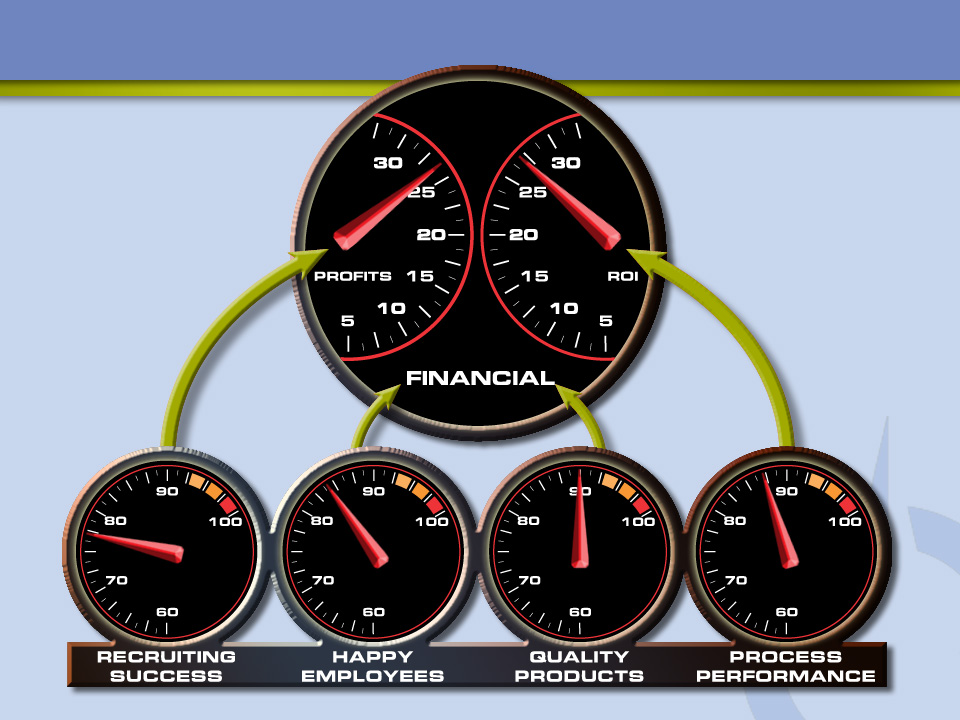 30 30
25 25
20 20
PROFITS 15 15 ROI
10 10
5 5
FINANCIAL
90 90 90 90
80 100 80 100 80 100 80 100
70 70 70 70
60 60 60 60
RECRUITING
SUCCESS
HAPPY
EMPLOYEES
QUALITY
PRODUCTS
PROCESS
PERFORMANCE